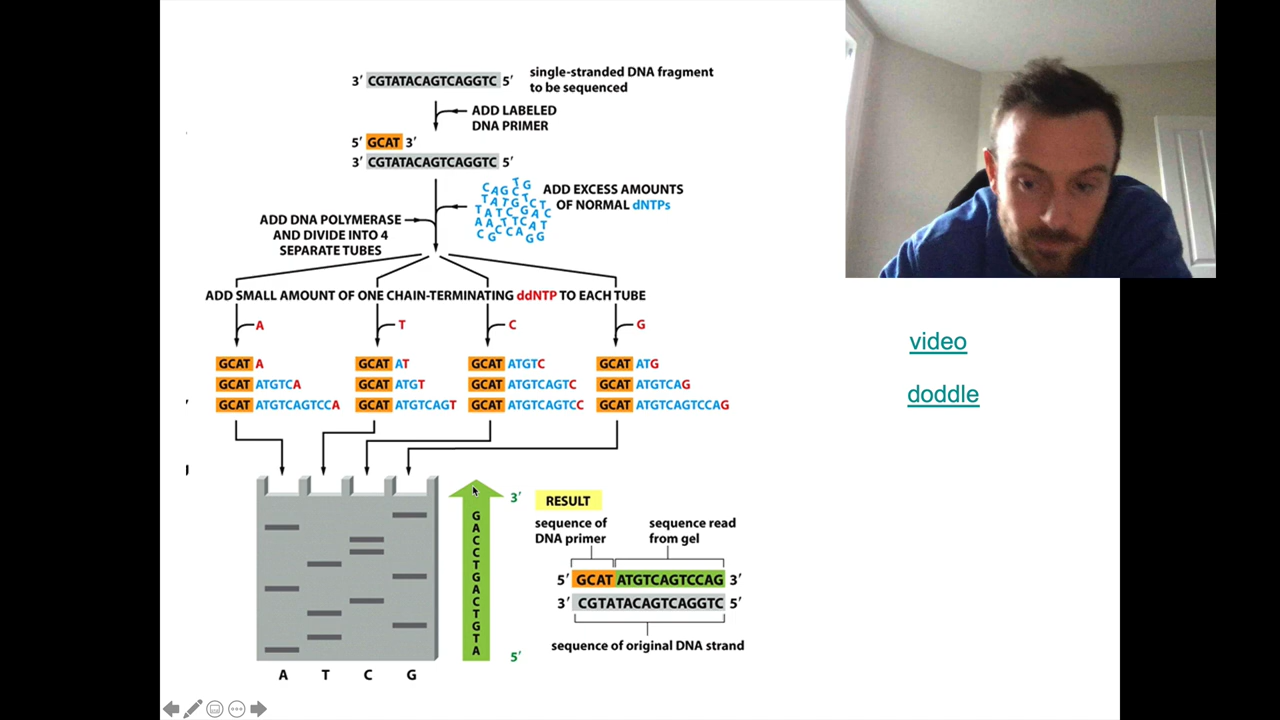 3′ CGTATACAGTCAGGTC 5′
single-stranded DNA fragment
to be sequenced
ADD LABELED
DNA PRIMER
5′ GCAT 3′
3′ CGTATACAGTCAGGTC 5′
ADD EXCESS AMOUNTS
OF NORMAL dNTPs
ADD DNA POLYMERASE
AND DIVIDE INTO 4
SEPARATE TUBES
ADD SMALL AMOUNT OF ONE CHAIN-TERMINATING ddNTP TO EACH TUBE
A T C G
GCAT A GCAT AT GCAT ATGTC GCAT ATG
GCAT ATGTCA GCAT ATGT GCAT ATGTCAGTC GCAT ATGTCAG
GCAT ATGTCAGTCCA GCAT ATGTCAGT GCAT ATGTCAGTCC GCAT ATGTCAGTCCAG
A T C G
3′
GACCTGACTGTA
5′
RESULT
sequence of
DNA primer
sequence read
from gel
5′ GCAT ATGTCAGTCCAG 3′
3′ CGTATACAGTCAGGTC 5′
sequence of original DNA strand
video
doddle